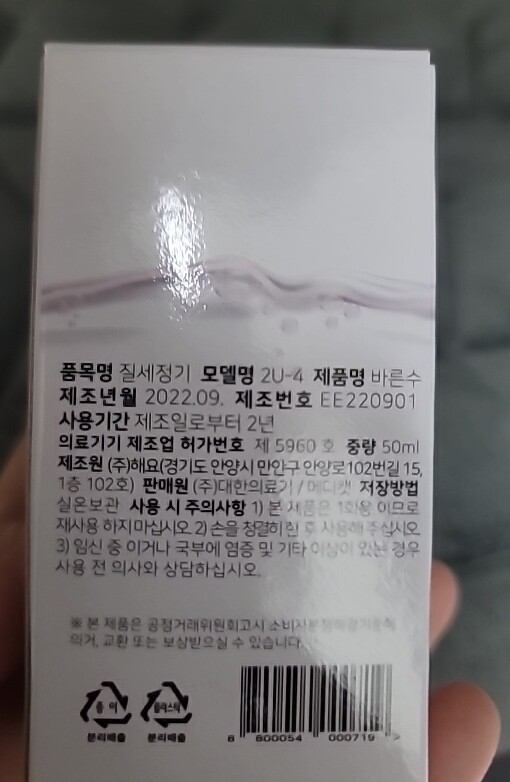 품목명 질세정기 모델명 2U-4 제품명 바른수
제조년월 2022.09. 제조번호 EE220901
사용기간 제조일로부터 2년
의료기기 제조업 허가번호 제 5960 호 중량 50ml
제조원 (주)해요(경기도 안양시 만안구 안양로102번길 15,
1층 102호) 판매원 (주)대한의료기 / 메디캣 저장방법
실온보관 사용 시 주의사항 1) 본 제품은 1회용 이므로
재사용 하지 마십시오. 2) 손을 청결히 한 후 사용해 주십시오.
3) 임신 중 이거나 국부에 염증 및 기타 이상이 있는 경우
사용 전 의사와 상담하십시오.
※ 본 제품은 공정거래위원회고시 소비자분쟁해결기준에
의거, 교환 또는 보상받으실 수 있습니다.
종이 플라스틱
분리배출 분리배출
8 800054 000719 >